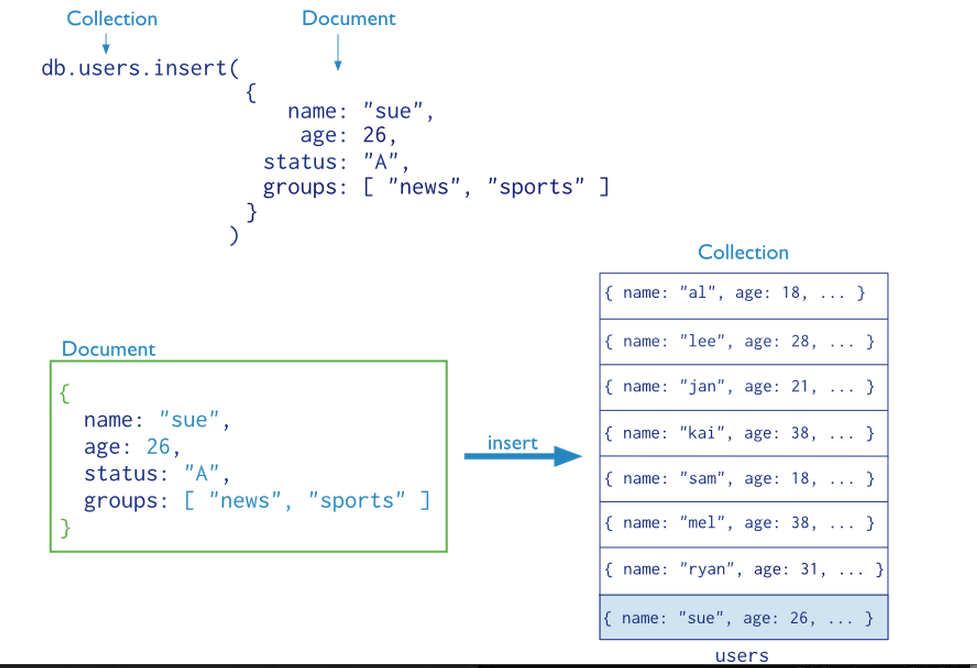 Collection
Document
db.users.insert(
{
name: "sue",
age: 26,
status: "A",
groups: [ "news", "sports" ]
}
)
Document
{
name: "sue",
age: 26,
status: "A",
groups: [ "news", "sports" ]
}
insert
Collection
{ name: "al", age: 18, ... }
{ name: "lee", age: 28, ... }
{ name: "jan", age: 21, ... }
{ name: "kai", age: 38, ... }
{ name: "sam", age: 18, ... }
{ name: "mel", age: 38, ... }
{ name: "ryan", age: 31, ... }
{ name: "sue", age: 26, ... }
users